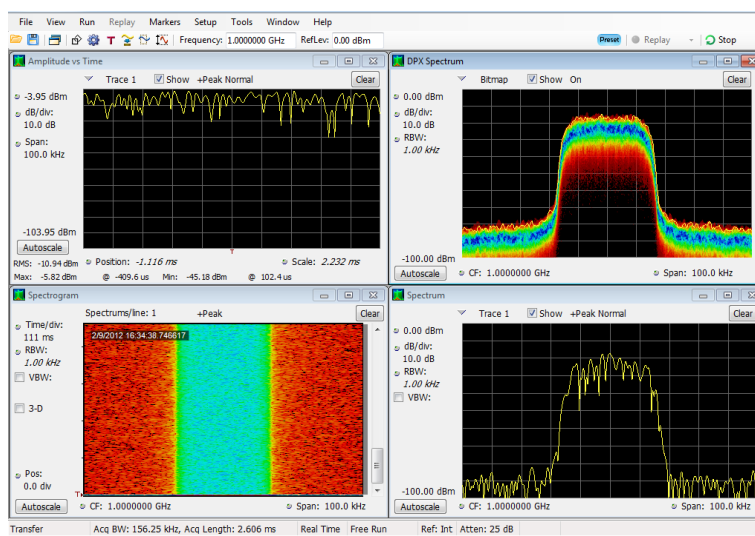 File View Run Replay Markers Setup Tools Window Help
T Frequency: 1.0000000 GHz RefLev: 0.00 dBm Preset Replay Stop
Amplitude vs Time
Trace 1 Show +Peak Normal Clear
-3.95 dBm
dB/div:
10.0 dB
Span:
100.0 kHz
-103.95 dBm
Autoscale
T
Position: -1.116 ms Scale: 2.232 ms
RMS: -10.94 dBm
Max: -5.82 dBm @ -409.6 us Min: -45.18 dBm @ 102.4 us
DPX Spectrum
Bitmap Show On Clear
0.00 dBm
dB/div:
10.0 dB
RBW:
1.00 kHz
-100.00 dBm
Autoscale CF: 1.0000000 GHz Span: 100.0 kHz
Spectrogram
Spectrums/line: 1 +Peak Clear
Time/div:
111 ms
RBW:
1.00 kHz
VBW:
3-D
2/9/2012 16:34:38.746617
Pos:
0.0 div
Autoscale CF: 1.0000000 GHz Span: 100.0 kHz
Spectrum
Trace 1 Show +Peak Normal Clear
0.00 dBm
dB/div:
10.0 dB
RBW:
1.00 kHz
VBW:
-100.00 dBm
Autoscale CF: 1.0000000 GHz Span: 100.0 kHz
Transfer Acq BW: 156.25 kHz, Acq Length: 2.606 ms Real Time Free Run Ref: Int Atten: 25 dB